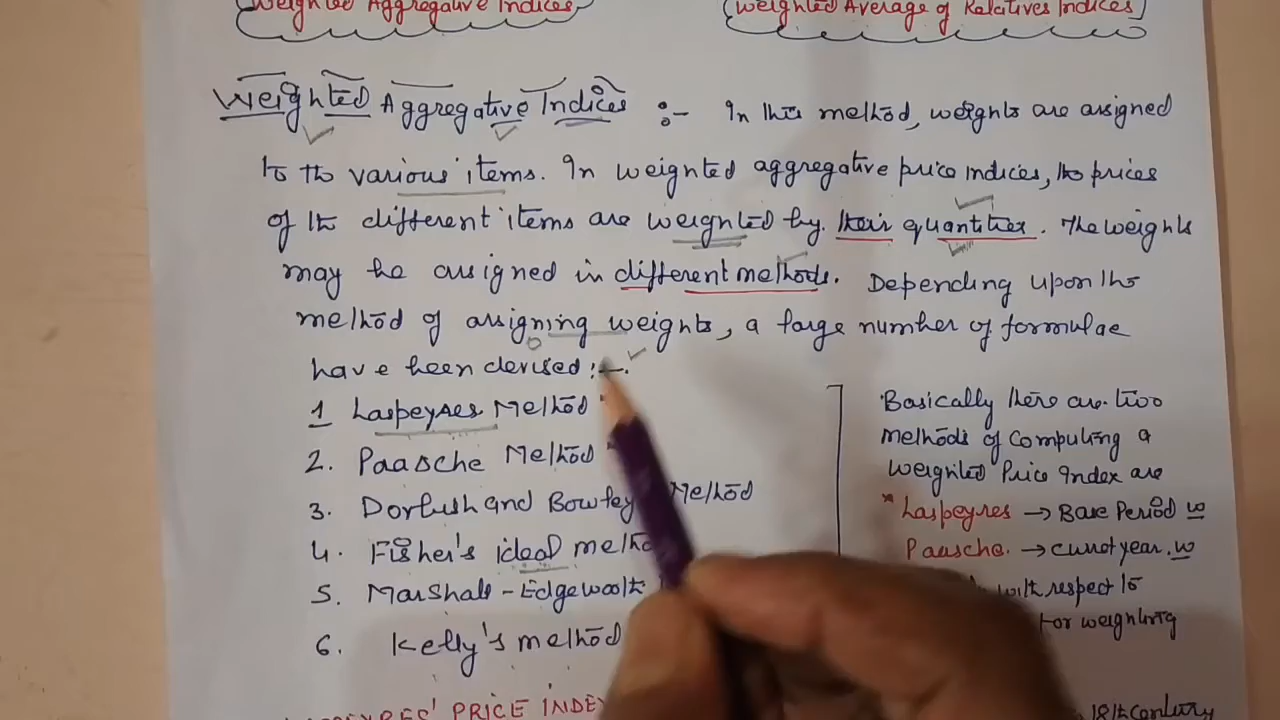 Weighted Aggregative Indices
Weighted Average of Relatives Indices
Weighted Aggregative Indices :- In this method, weights are assigned
to the various items. In weighted aggregative price indices, the prices
of the different items are weighted by their quantities. The weights
may be assigned in different methods. Depending upon the
method of assigning weights, a large number of formulae
have been devised :-
1 Laspeyres Method
2. Paasche Method
3. Dorbush and Bowley Method
4. Fisher's ideal
5. Marshall - Edgewoolt
6. Kelly's method
Basically there are two
methods of computing a
weighted Price Index are
* Laspeyres → Base Period w
Paasche. → curret year. w
with respect to
for weighting
PRICE INDEX
18th century